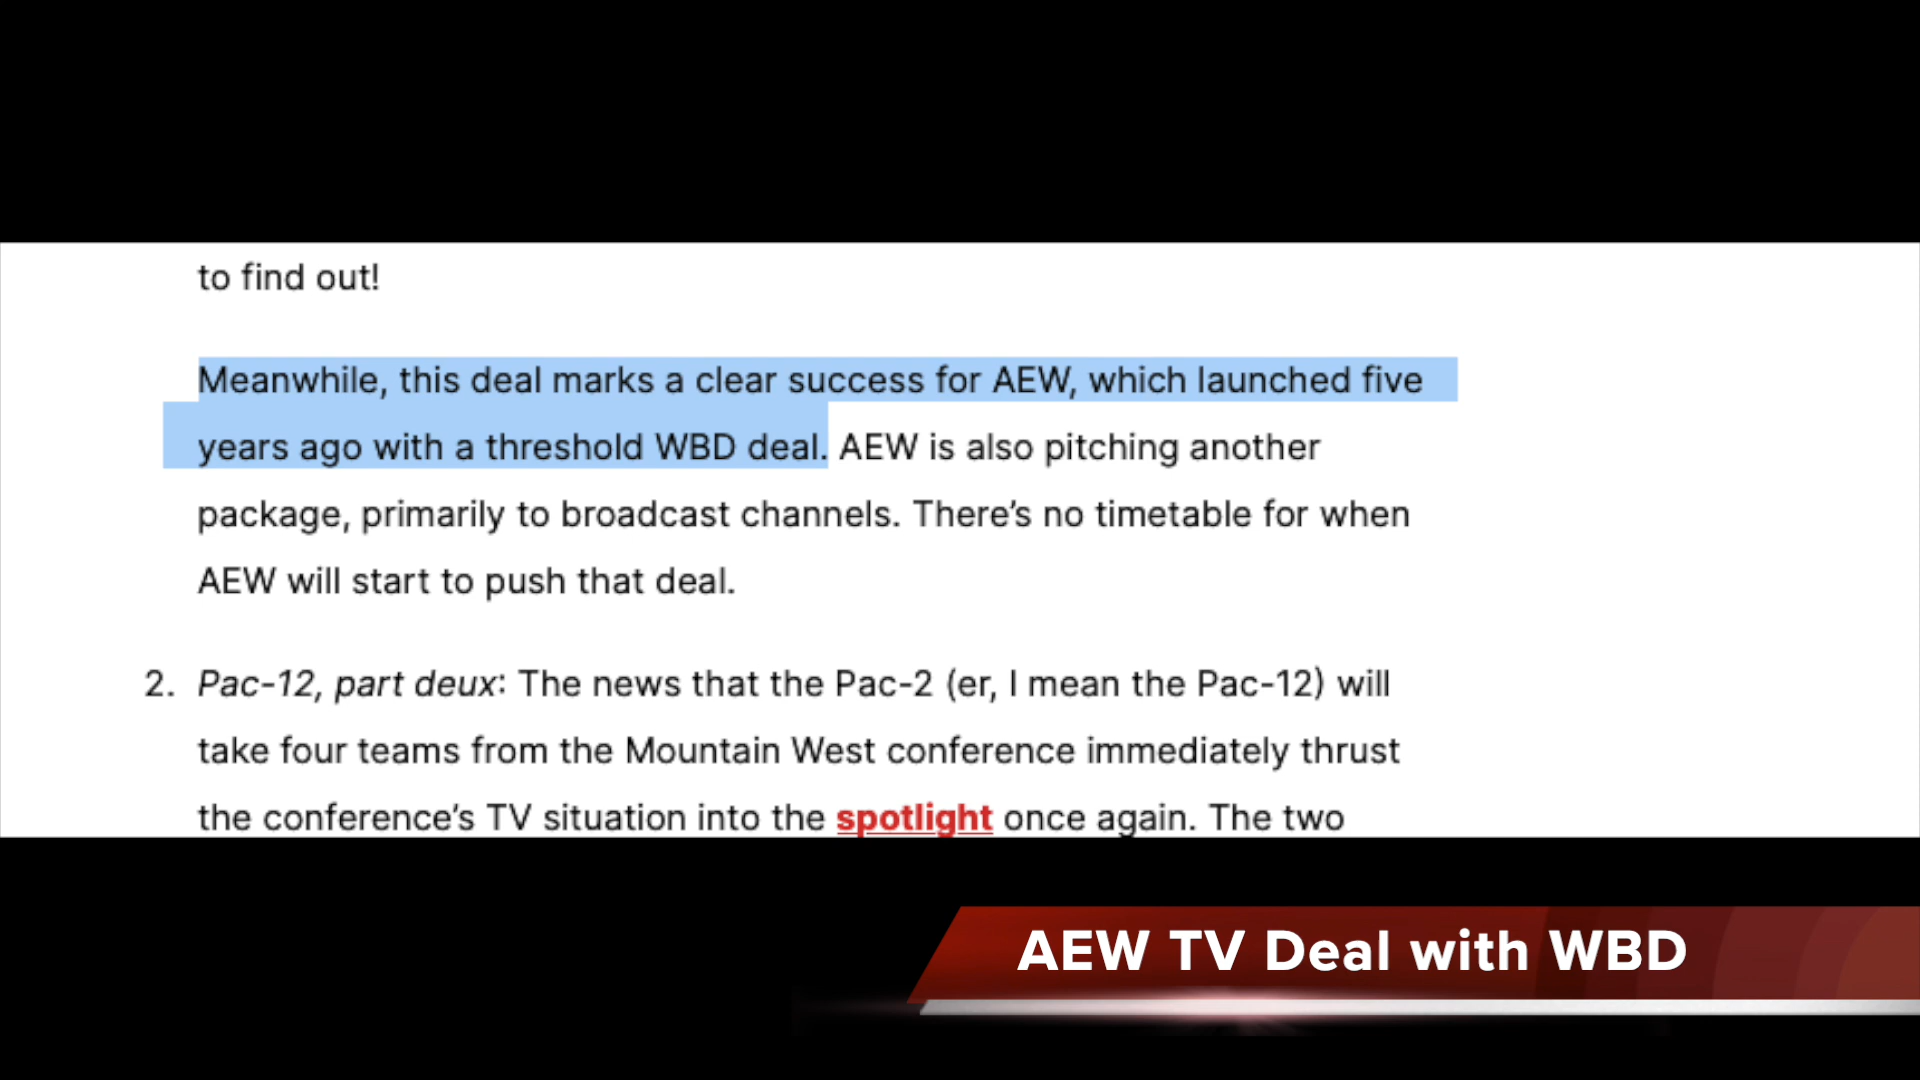 to find out!
Meanwhile, this deal marks a clear success for AEW, which launched five
years ago with a threshold WBD deal. AEW is also pitching another
package, primarily to broadcast channels. There’s no timetable for when
AEW will start to push that deal.
2. Pac-12, part deux: The news that the Pac-2 (er, I mean the Pac-12) will
take four teams from the Mountain West conference immediately thrust
the conference’s TV situation into the spotlight once again. The two
AEW TV Deal with WBD